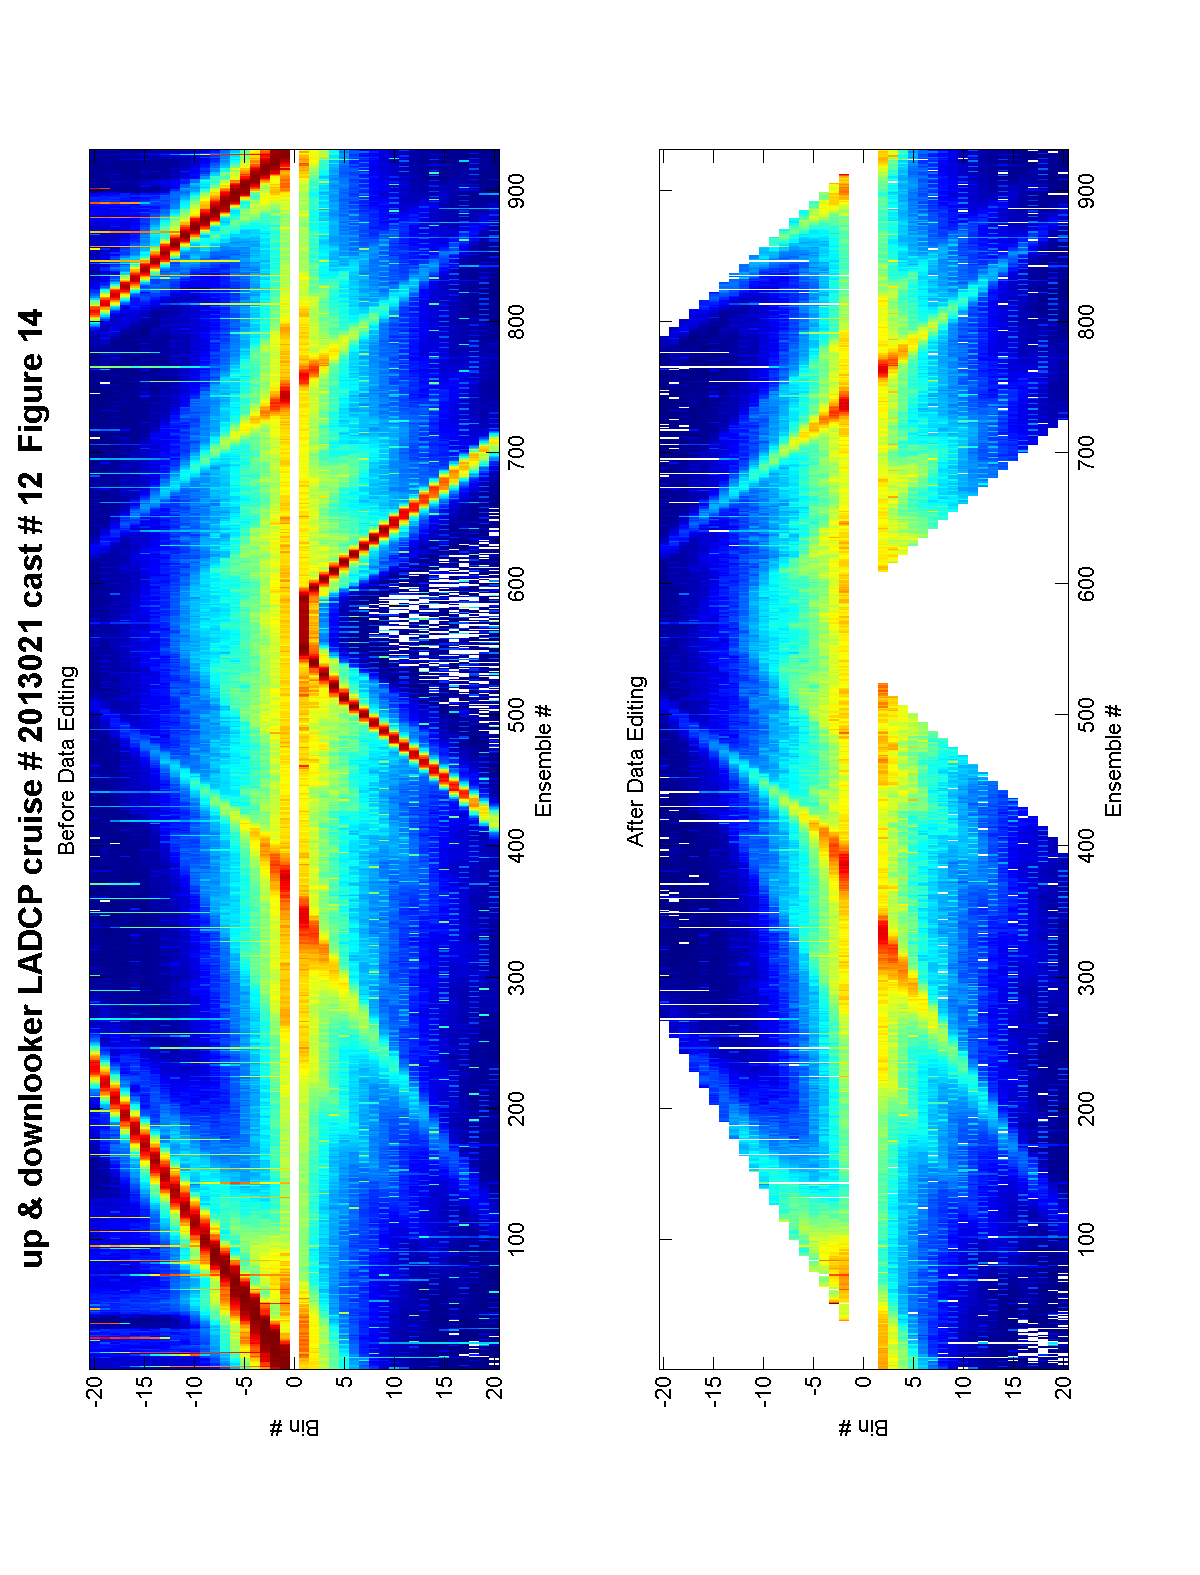 up & downlooker LADCP cruise # 2013021 cast # 12 Figure 14
Before Data Editing
-20
-15
-10
-5
0
5
10
15
20
Bin #
100 200 300 400 500 600 700 800 900
Ensemble #
After Data Editing
-20
-15
-10
-5
0
5
10
15
20
Bin #
100 200 300 400 500 600 700 800 900
Ensemble #